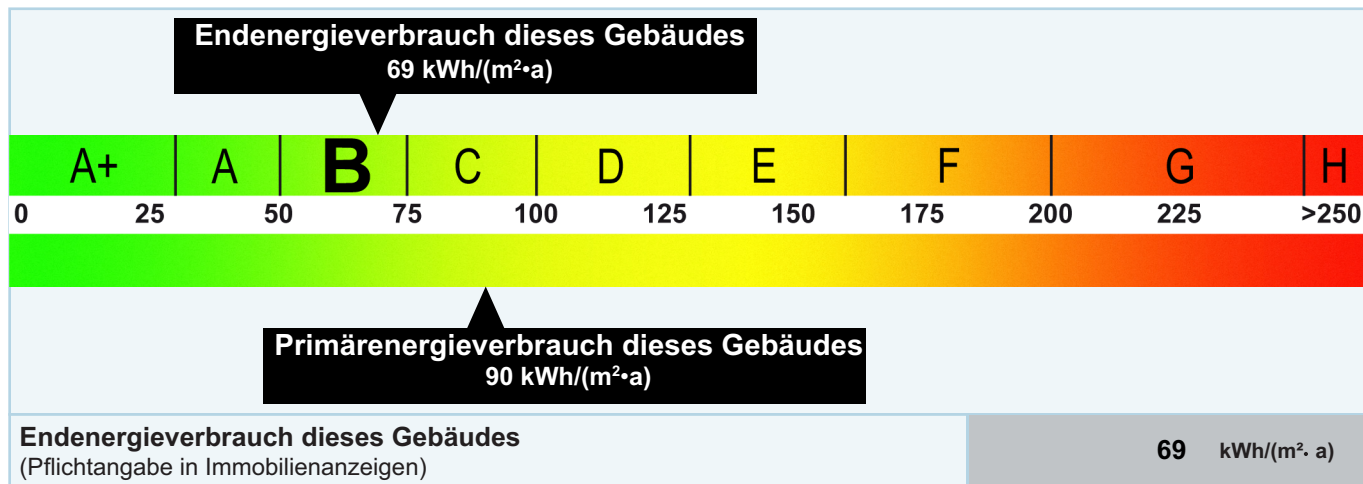 Endenergieverbrauch dieses Gebäudes
69 kWh/(m²•a)
A+ A B C D E F G H
0 25 50 75 100 125 150 175 200 225 >250
Primärenergieverbrauch dieses Gebäudes
90 kWh/(m²•a)
Endenergieverbrauch dieses Gebäudes 69 kWh/(m²· a)
(Pflichtangabe in Immobilienanzeigen)